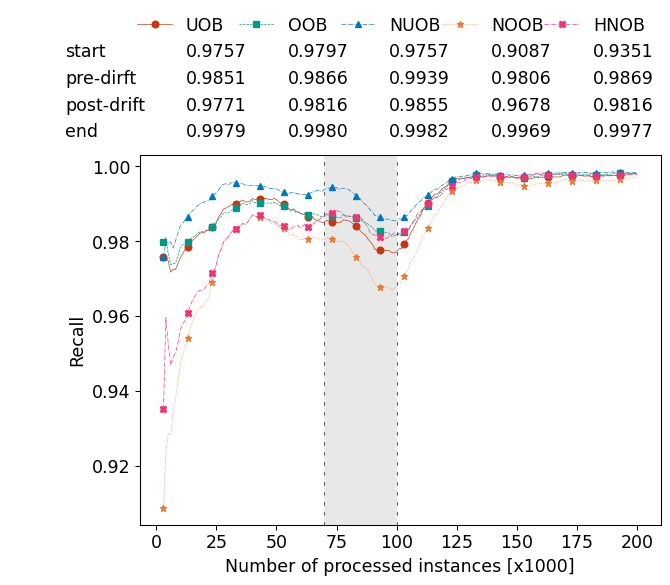 UOB OOB NUOB NOOB HNOB
start 0.9757 0.9797 0.9757 0.9087 0.9351
pre-dirft 0.9851 0.9866 0.9939 0.9806 0.9869
post-drift 0.9771 0.9816 0.9855 0.9678 0.9816
end 0.9979 0.9980 0.9982 0.9969 0.9977
1.00
0.98
0.96
0.94
0.92
Recall
0 25 50 75 100 125 150 175 200
Number of processed instances [x1000]